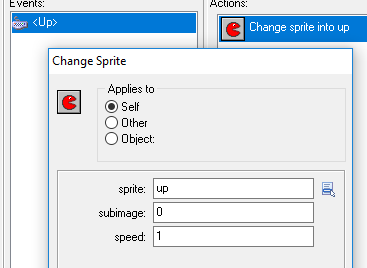 Events:
Actions:
<Up>
Change sprite into up
Change Sprite
Applies to
Self
Other
Object:
sprite: up
subimage: 0
speed: 1